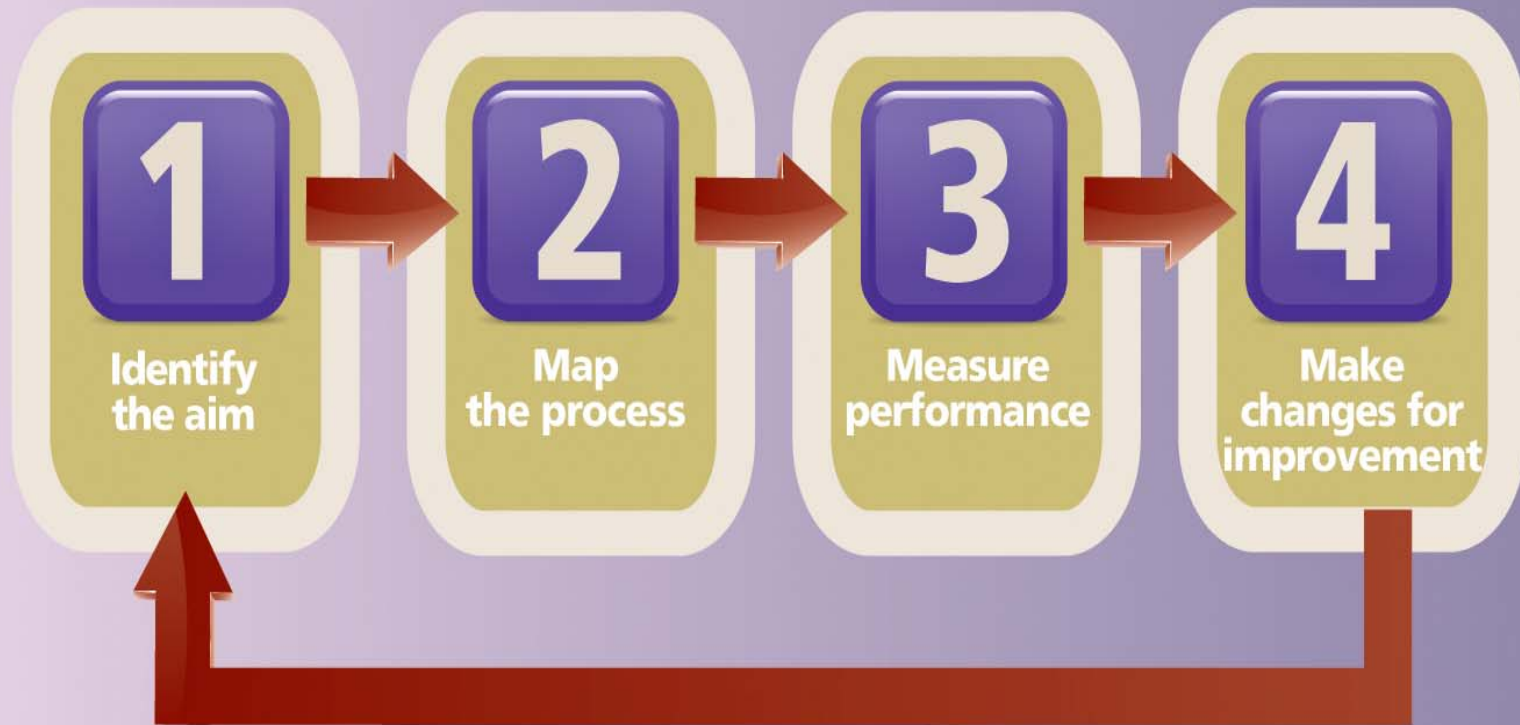 1
Identify
the aim
2
Map
the process
3
Measure
performance
4
Make
changes for
improvement